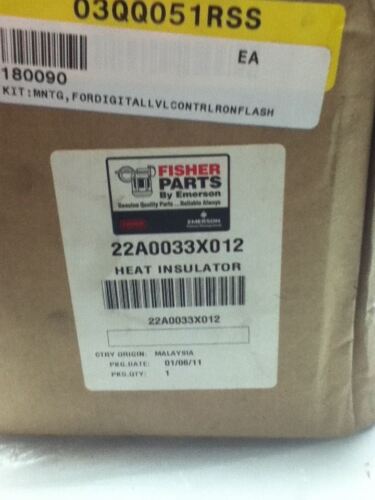 03QQ051RSS
EA
180090
KIT:MNTG,FORDIGITALLVLCONTRLRONFLASH
FISHER
PARTS
By Emerson
Genuine Quality Parts ... Reliable Always
FISHER
EMERSON
22A0033X012
HEAT INSULATOR
22A0033X012
CTRY ORIGIN: MALAYSIA
PKG.DATE: 01/06/11
PKG.QTY: 1